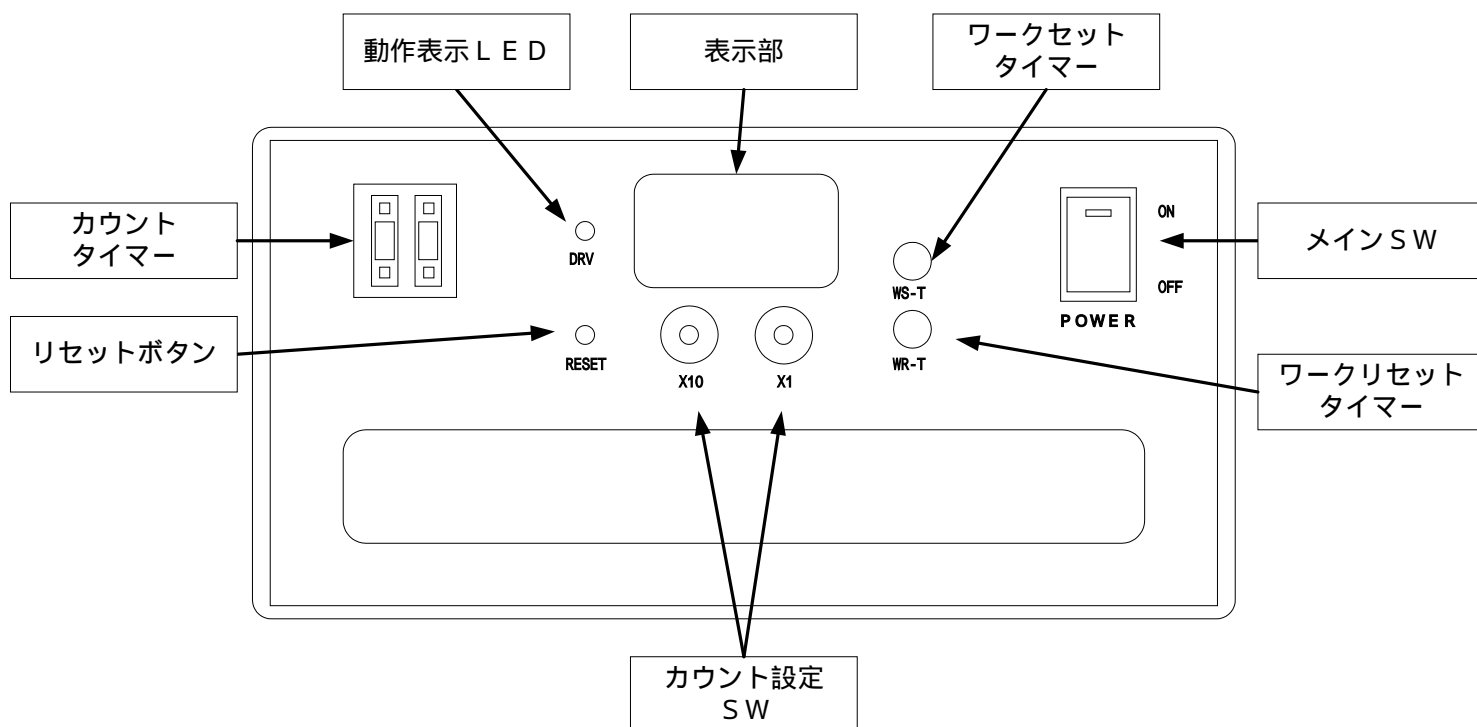 動作表示ＬＥＤ
表示部
ワークセット
タイマー
カウント
タイマー
DRV
WS-T
ON
OFF
POWER
メインＳＷ
リセットボタン
RESET
X10
X1
WR-T
ワークリセット
タイマー
カウント設定
ＳＷ